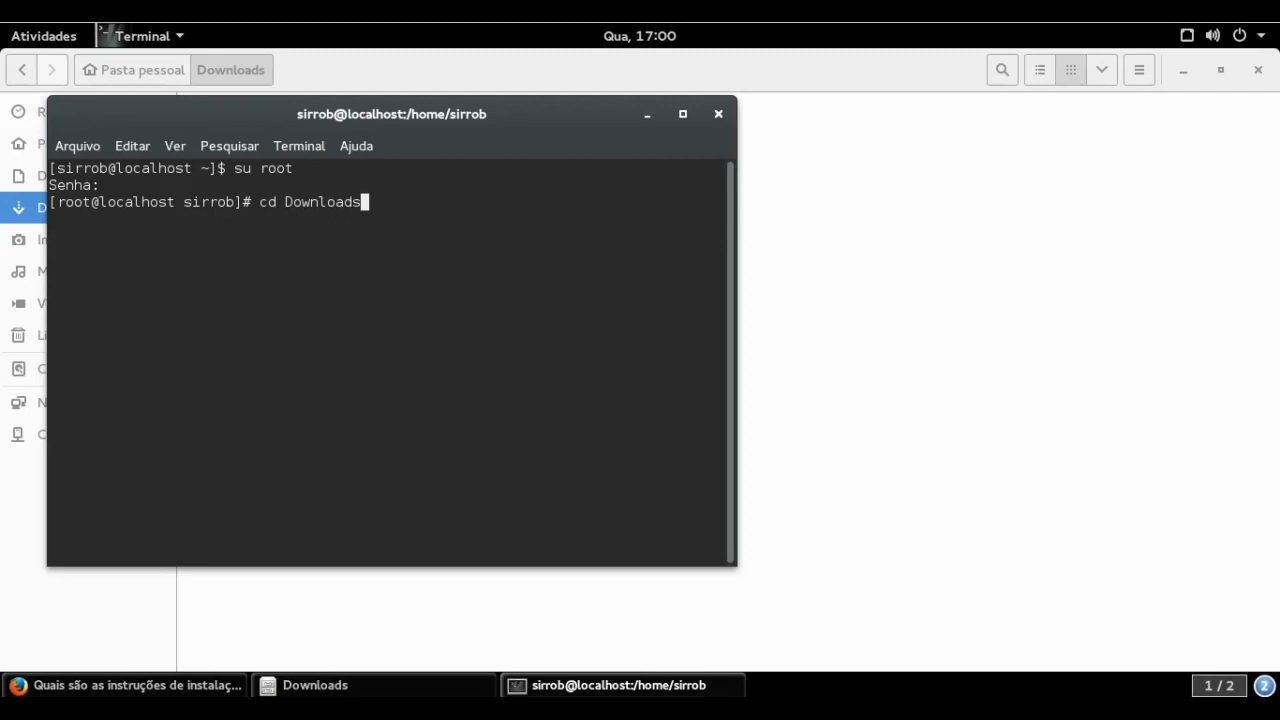 Atividades Terminal Qua, 17:00
Pasta pessoal Downloads
sirrob@localhost:/home/sirrob
Arquivo Editar Ver Pesquisar Terminal Ajuda
[sirrob@localhost ~]$ su root
Senha:
[root@localhost sirrob]# cd Downloads
R
P
D
D
Im
M
V
Li
C
N
C
Quais são as instruções de instalaç... Downloads sirrob@localhost:/home/sirrob 1 / 2 2